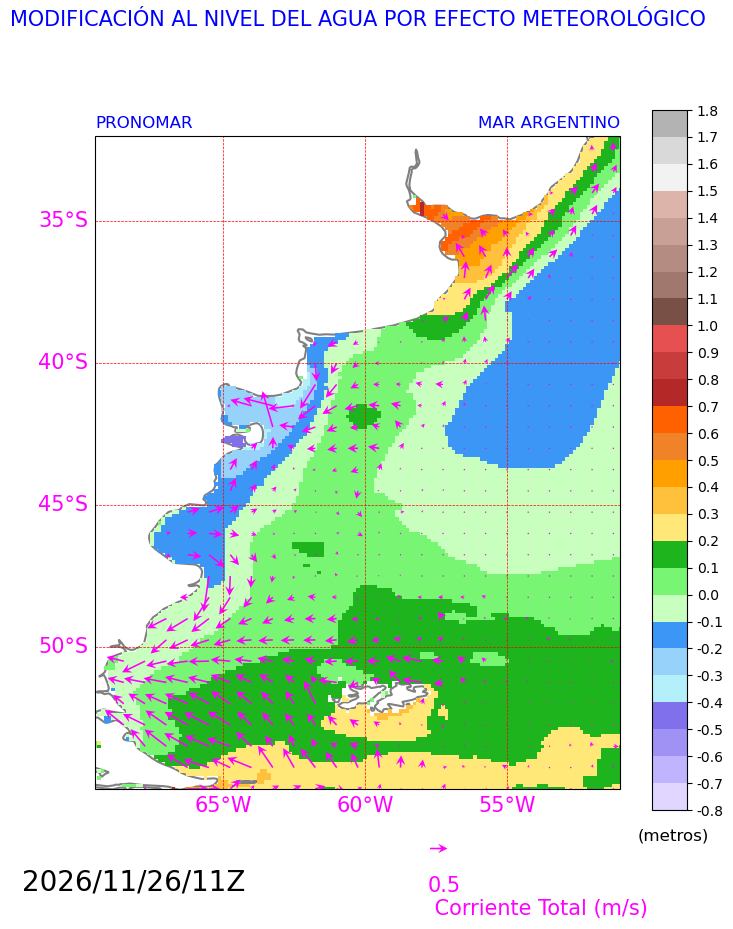 MODIFICACIÓN AL NIVEL DEL AGUA POR EFECTO METEOROLÓGICO
PRONOMAR MAR ARGENTINO
35°S
40°S
45°S
50°S
65°W 60°W 55°W
1.8
1.7
1.6
1.5
1.4
1.3
1.2
1.1
1.0
0.9
0.8
0.7
0.6
0.5
0.4
0.3
0.2
0.1
0.0
-0.1
-0.2
-0.3
-0.4
-0.5
-0.6
-0.7
-0.8
(metros)
2026/11/26/11Z
0.5
Corriente Total (m/s)